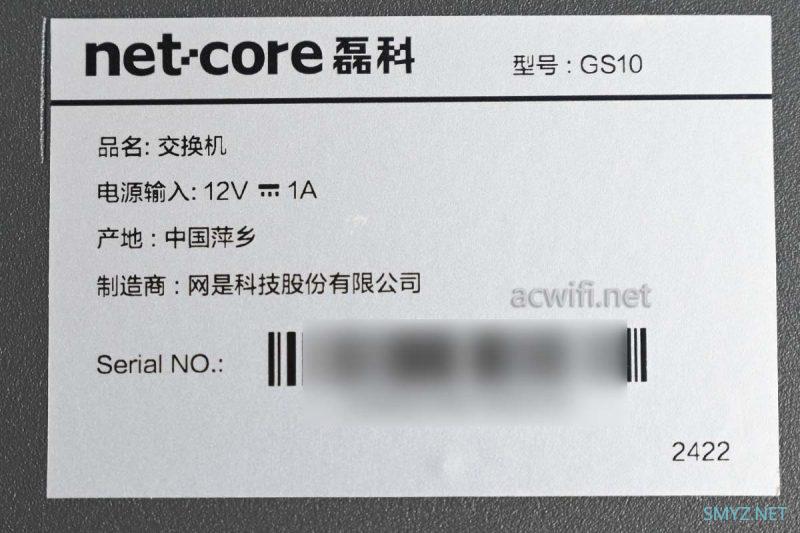 net-core 磊科
型号 : GS10
品名: 交换机
电源输入: 12V ⎓ 1A
产地 : 中国萍乡
制造商 : 网是科技股份有限公司
acwifi.net
Serial NO.:
2422
SMYZ.NET